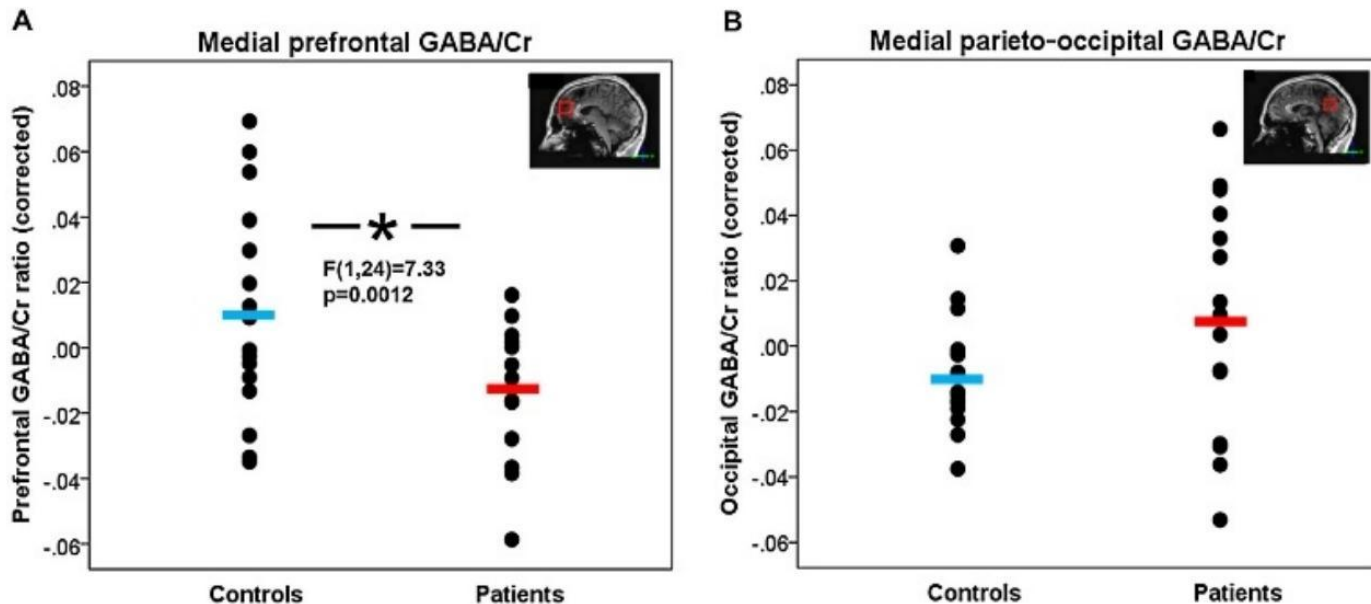 A
Medial prefrontal GABA/Cr
Prefrontal GABA/Cr ratio (corrected)
.08
.06
.04
.02
.00
-.02
-.04
-.06
*
F(1,24)=7.33
p=0.0012
Controls
Patients
B
Medial parieto-occipital GABA/Cr
Occipital GABA/Cr ratio (corrected)
.08
.06
.04
.02
.00
-.02
-.04
-.06
Controls
Patients